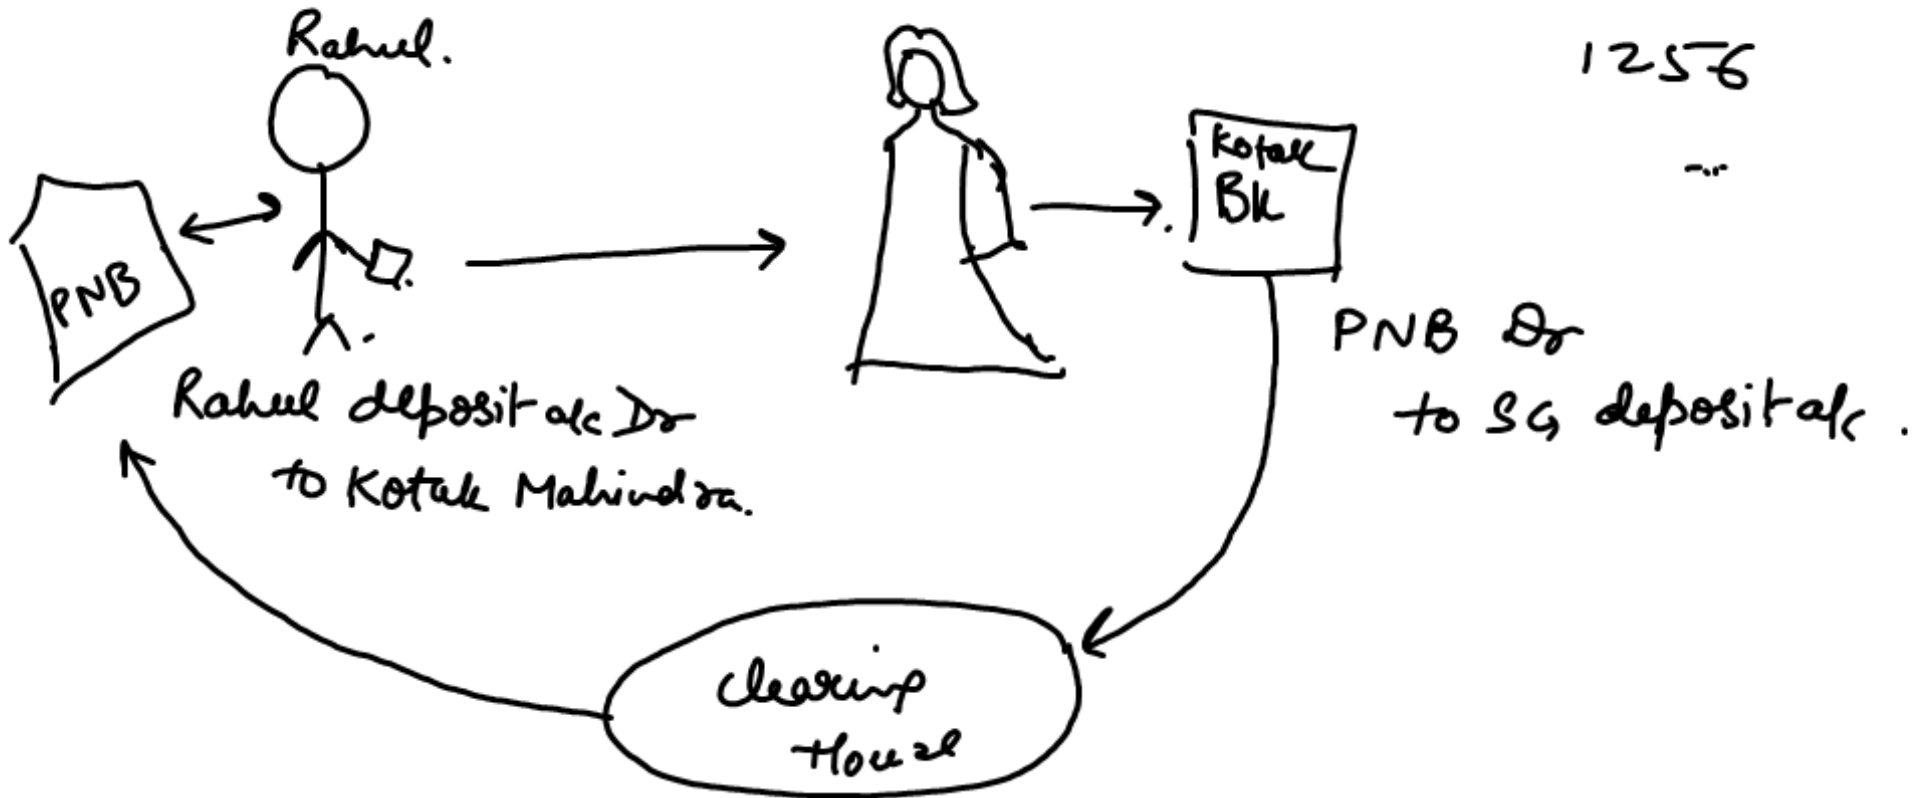 Rahul.
1256
Kotak
Bk
PNB
PNB Dr
to SG deposit a/c.
Rahul deposit a/c Dr
to Kotak Mahindra.
Clearing
House